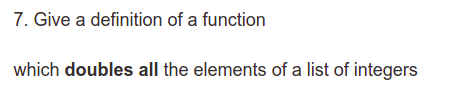 7. Give a definition of a function
which doubles all the elements of a list of integers